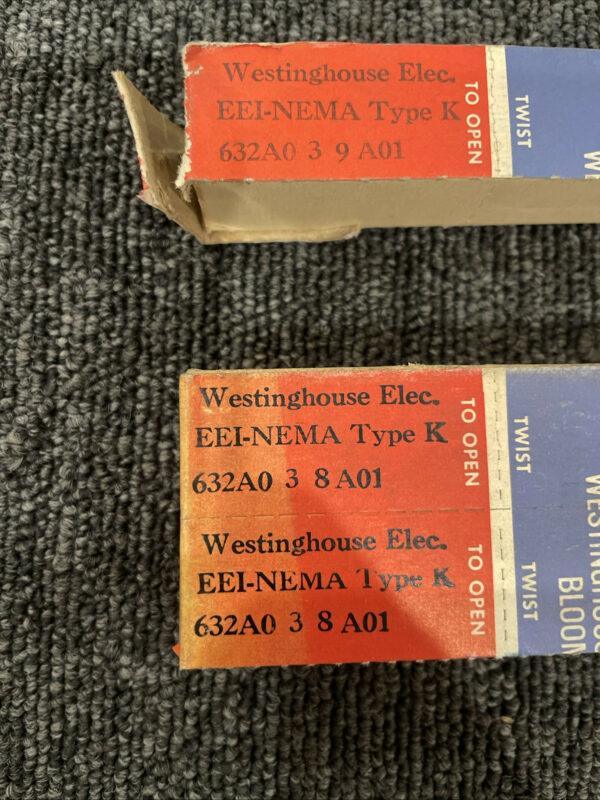 Westinghouse Elec.
EEI-NEMA Type K
632A0 3 9 A01
TO OPEN
TWIST
Westinghouse Elec.
EEI-NEMA Type K
632A0 3 8 A01
TO OPEN
TWIST
Westinghouse Elec.
EEI-NEMA Type K
632A0 3 8 A01
TO OPEN
TWIST